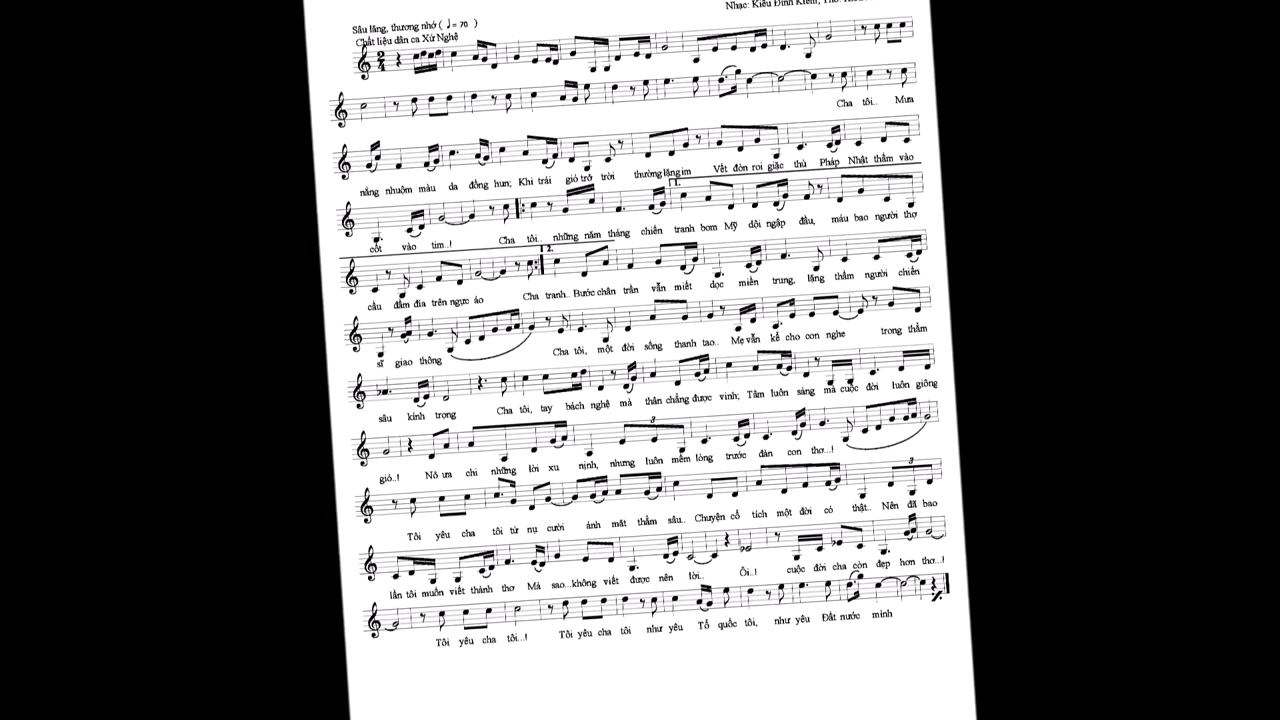 Nhạc: Kiều Đình Kiểm, Thơ:
Sâu lắng, thương nhớ ( ♩ = 70 )
Chất liệu dân ca Xứ Nghệ
Cha tôi.. Mưa
nắng nhuộm màu da đồng hun; Khi trái gió trở trời thường lặng im Vết đòn roi giặc thù Pháp Nhật thấm vào
1.
cốt vào tim..! Cha tôi.. những năm tháng chiến tranh bom Mỹ dội ngập đầu, máu bao người thợ
2.
cầu đầm đìa trên ngực áo Cha tranh.. Bước chân trần vẫn miết dọc miền trung, lặng thầm người chiến
sĩ giao thông Cha tôi, một đời sống thanh tao.. Mẹ vẫn kể cho con nghe trong thẳm
sâu kính trọng Cha tôi, tay bách nghệ mà thân chẳng được vinh; Tâm luôn sáng mà cuộc đời luôn giông
3
gió..! Nỏ ưa chi những lời xu nịnh, nhưng luôn mềm lòng trước đàn con thơ...!
3
Tôi yêu cha tôi từ nụ cười ánh mắt thẳm sâu.. Chuyện cổ tích một đời có thật.. Nên đã bao
lần tôi muốn viết thành thơ Mà sao...không viết được nên lời.. Ôi..! cuộc đời cha còn đẹp hơn thơ...!
Tôi yêu cha tôi...! Tôi yêu cha tôi như yêu Tổ quốc tôi, như yêu Đất nước mình